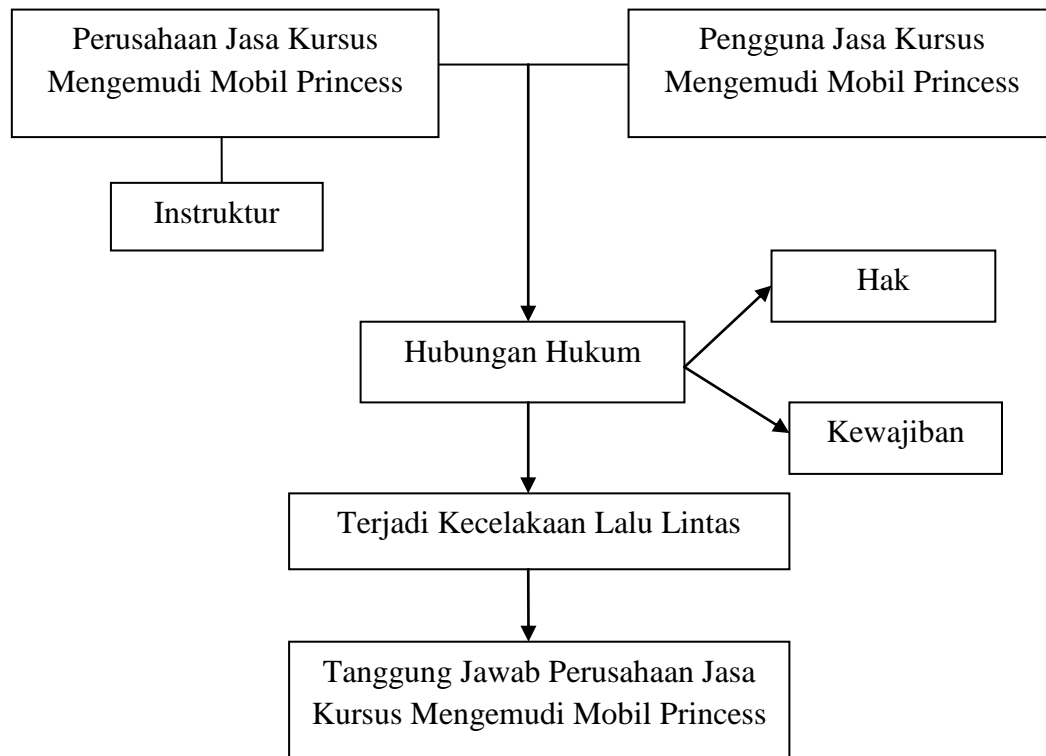 Perusahaan Jasa Kursus
Mengemudi Mobil Princess
Pengguna Jasa Kursus
Mengemudi Mobil Princess
Instruktur
Hak
Hubungan Hukum
Kewajiban
Terjadi Kecelakaan Lalu Lintas
Tanggung Jawab Perusahaan Jasa
Kursus Mengemudi Mobil Princess